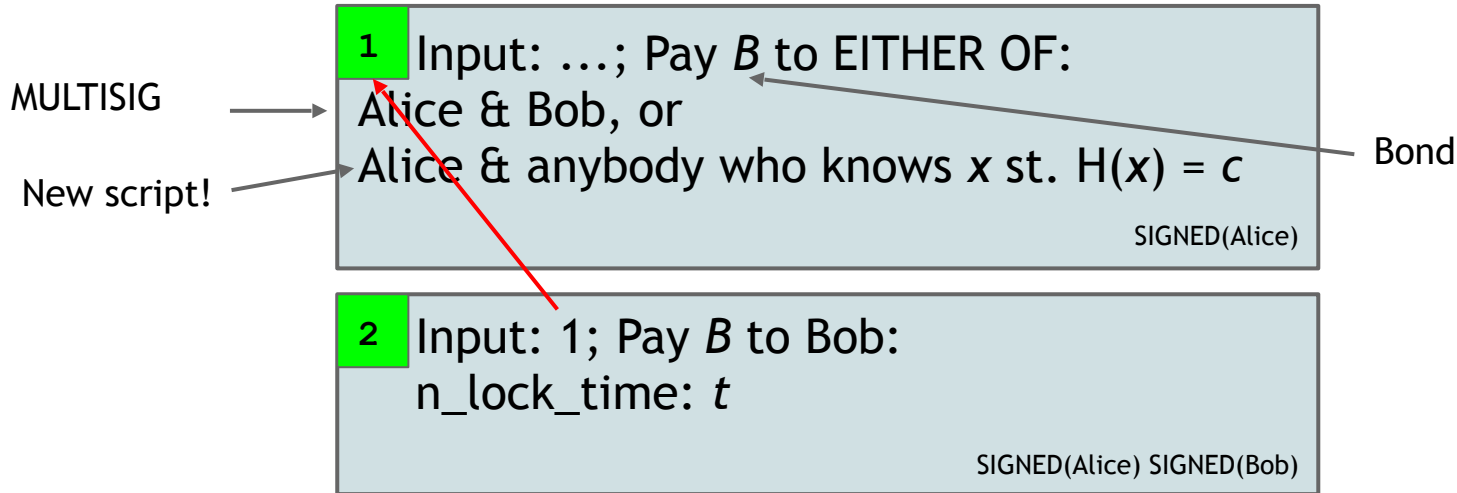 1 Input: ...; Pay B to EITHER OF:
MULTISIG
Alice & Bob, or
Bond
Alice & anybody who knows x st. H(x) = c
New script!
SIGNED(Alice)
2 Input: 1; Pay B to Bob:
n_lock_time: t
SIGNED(Alice) SIGNED(Bob)